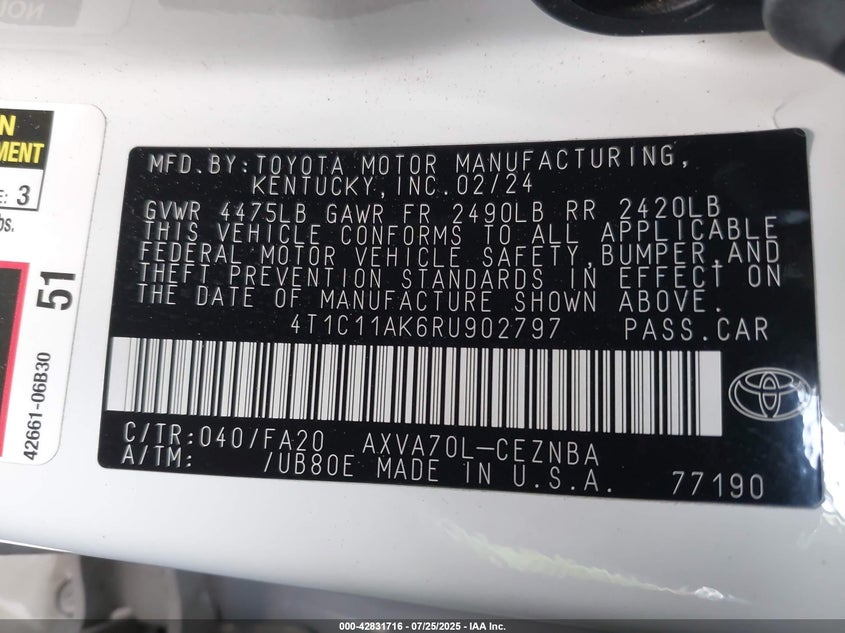 N
MENT
E: 3
bs.
51
42661-06B30
MFD.BY:TOYOTA MOTOR MANUFACTURING,
KENTUCKY,INC.02/24
GVWR 4475LB GAWR FR 2490LB RR 2420LB
THIS VEHICLE CONFORMS TO ALL APPLICABLE
FEDERAL MOTOR VEHICLE SAFETY,BUMPER,AND
THEFT PREVENTION STANDARDS IN EFFECT ON
THE DATE OF MANUFACTURE SHOWN ABOVE.
4T1C11AK6RU902797 PASS.CAR
C/TR:040/FA20 AXVA70L-CEZNBA
A/TM: /UB80E MADE IN U.S.A. 77190
000-42831716 - 07/25/2025 - IAA Inc.